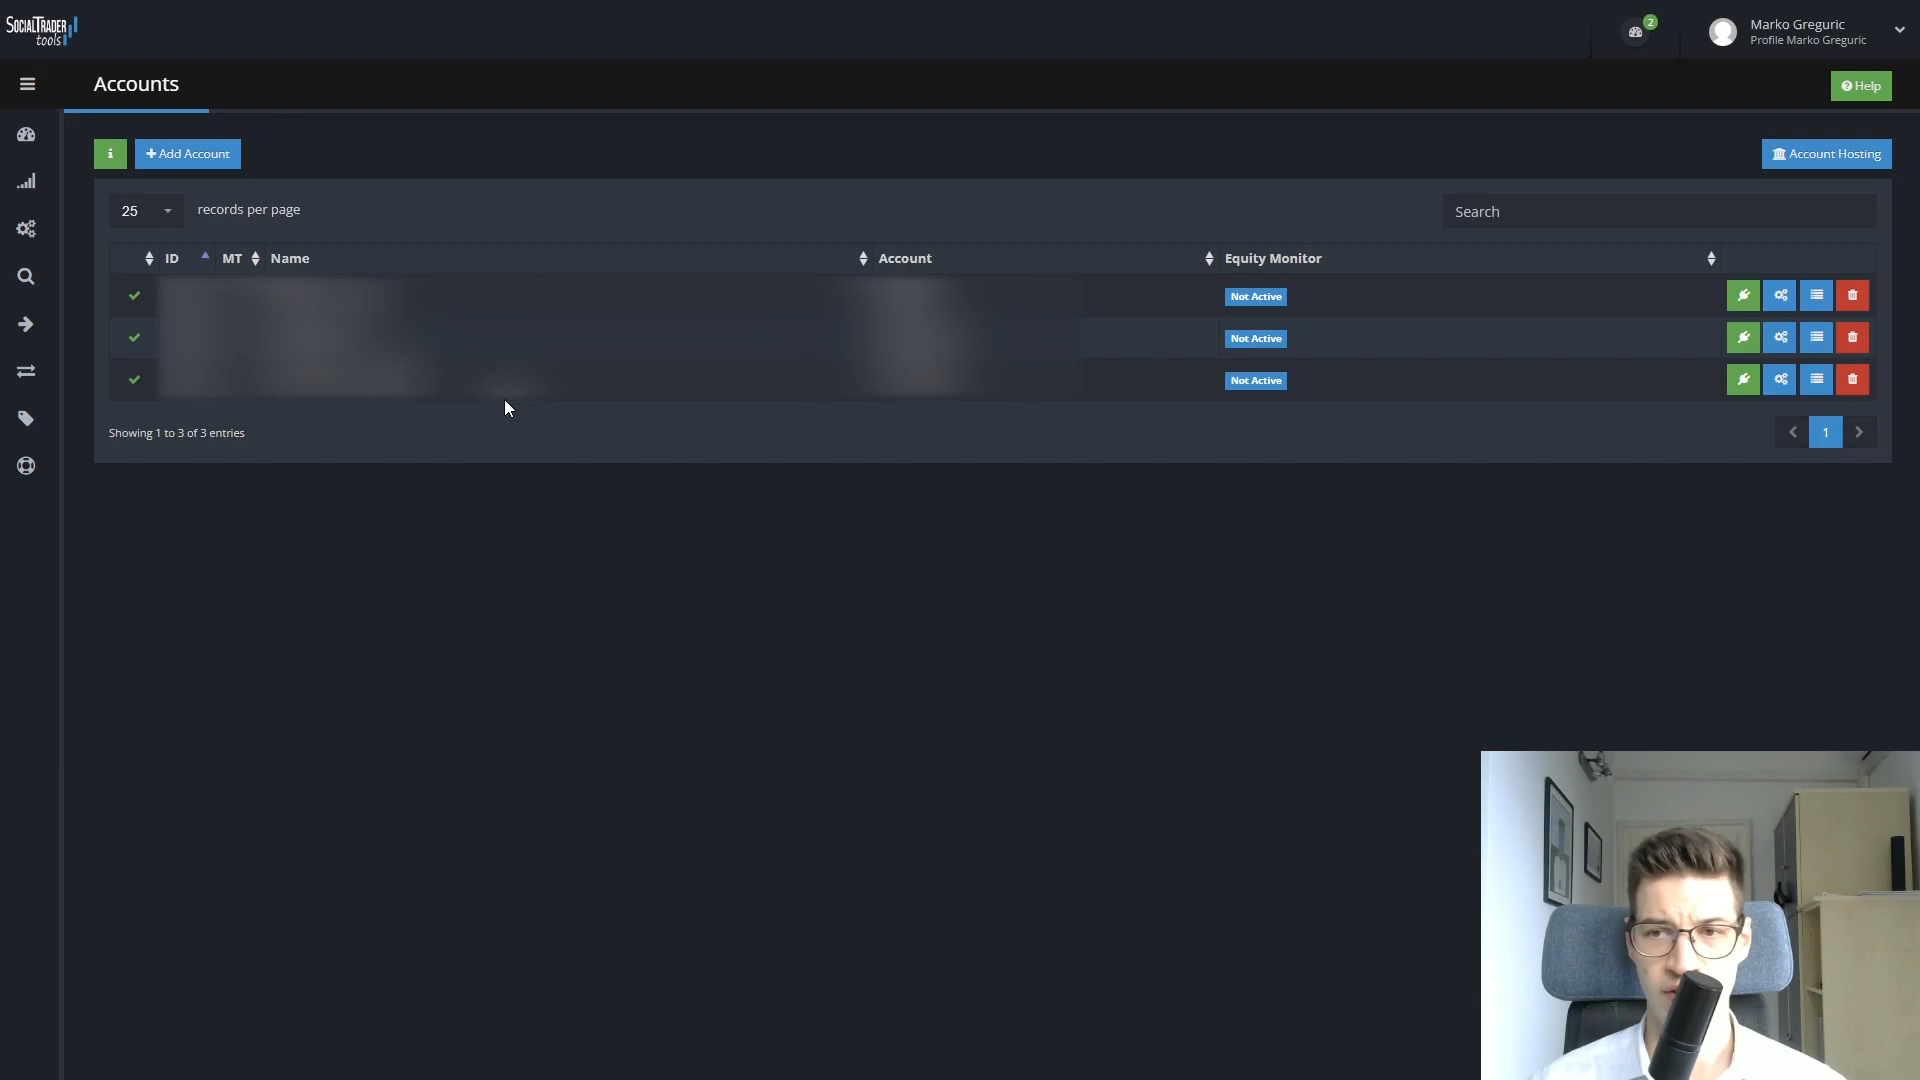 SOCIALTRADER
tools
2
Marko Greguric
Profile Marko Greguric
Accounts
Help
Add Account
Account Hosting
25 records per page
Search
ID MT Name Account Equity Monitor
Not Active
Not Active
Not Active
Showing 1 to 3 of 3 entries
1